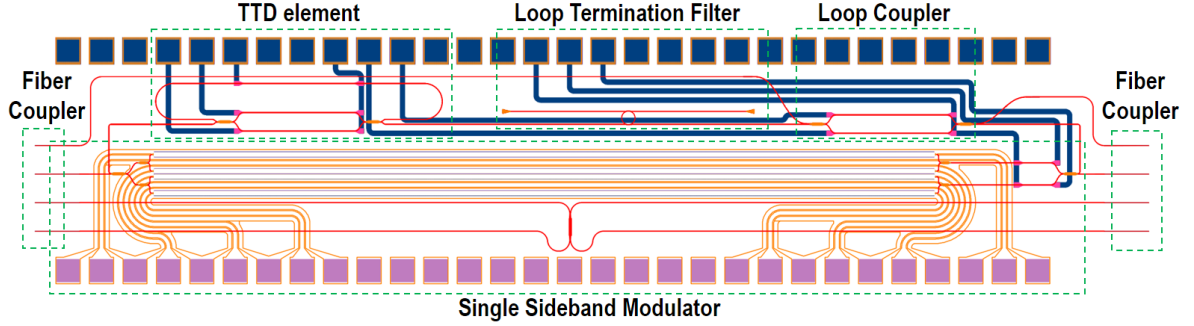 TTD element
Loop Termination Filter
Loop Coupler
Fiber
Coupler
Fiber
Coupler
Single Sideband Modulator